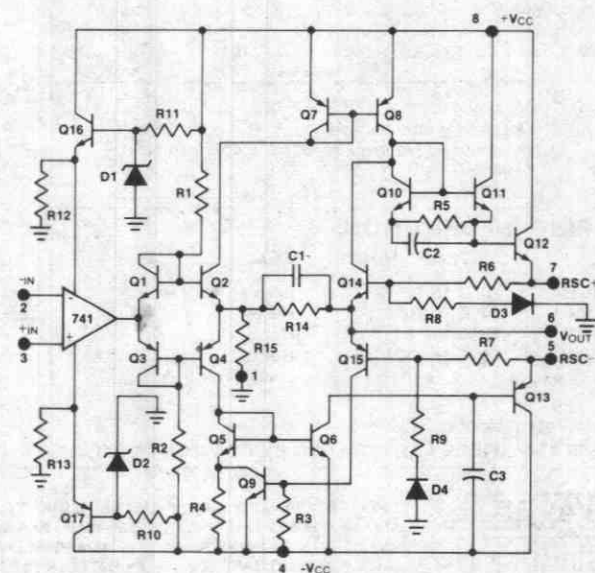 8 +VCC
Q7
Q8
Q16
R11
D1
R1
Q10
Q11
R5
R12
C2
Q12
Q1
Q2
C1-
Q14
R6
7
RSC+
-IN
2
741
-
+
R14
R8
D3
6
VOUT
+IN
3
Q3
Q4
R15
1
Q15
R7
5
RSC-
Q13
R13
D2
R2
Q5
Q6
R9
Q9
C3
R4
R3
D4
Q17
R10
4 -VCC